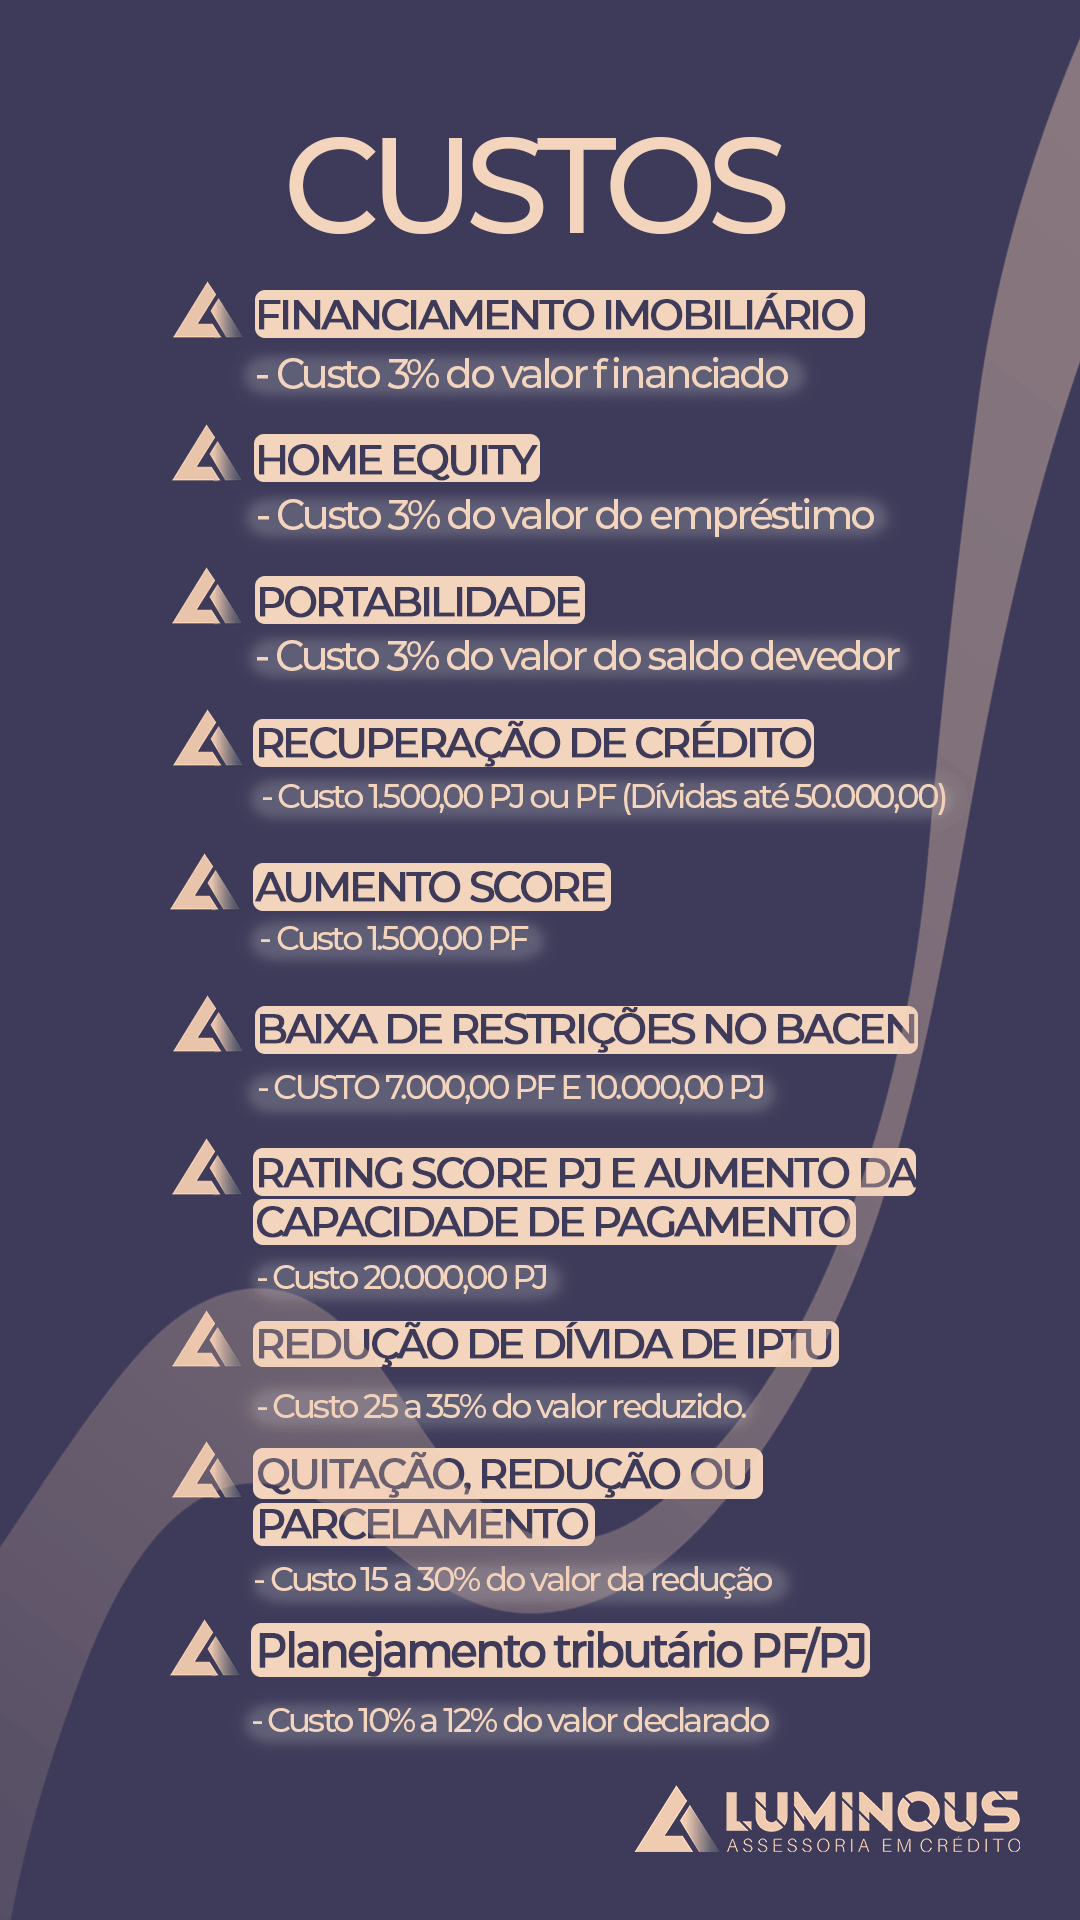 CUSTOS
FINANCIAMENTO IMOBILIÁRIO
- Custo 3% do valor financiado
HOME EQUITY
- Custo 3% do valor do empréstimo
PORTABILIDADE
- Custo 3% do valor do saldo devedor
RECUPERAÇÃO DE CRÉDITO
- Custo 1.500,00 PJ ou PF (Dívidas até 50.000,00)
AUMENTO SCORE
- Custo 1.500,00 PF
BAIXA DE RESTRIÇÕES NO BACEN
- CUSTO 7.000,00 PF E 10.000,00 PJ
RATING SCORE PJ E AUMENTO DA
CAPACIDADE DE PAGAMENTO
- Custo 20.000,00 PJ
REDUÇÃO DE DÍVIDA DE IPTU
- Custo 25 a 35% do valor reduzido.
QUITAÇÃO, REDUÇÃO OU
PARCELAMENTO
- Custo 15 a 30% do valor da redução
Planejamento tributário PF/PJ
- Custo 10% a 12% do valor declarado
LUMINOUS
ASSESSORIA EM CRÉDITO